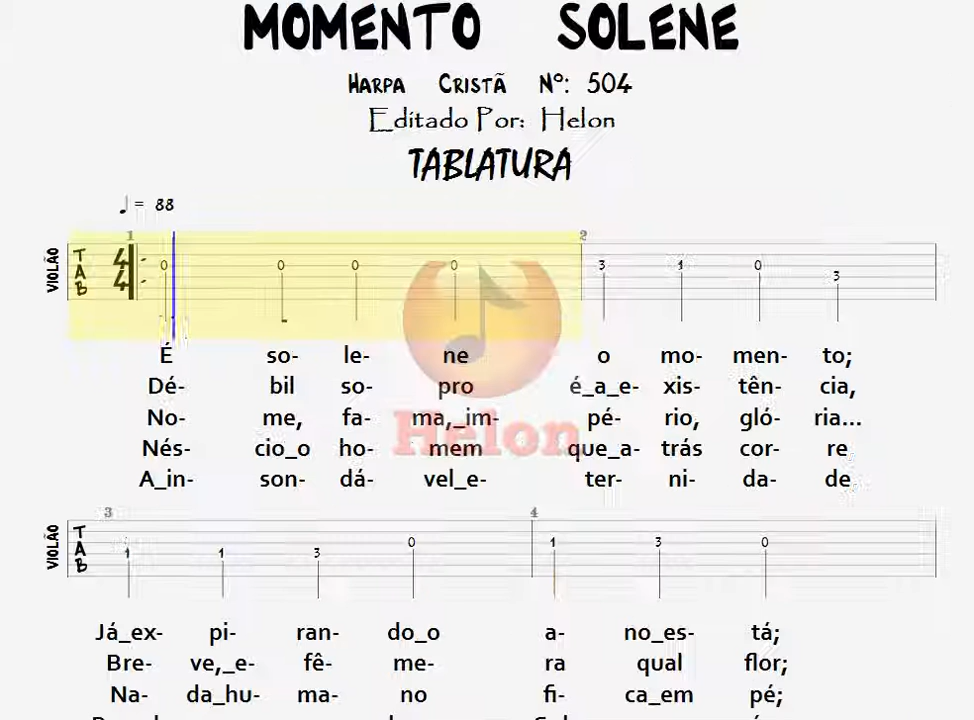 MOMENTO SOLENE
HARPA CRISTÃ Nº: 504
Editado Por: Helon
TABLATURA
♩ = 88
1 2
VIOLÃO TAB 4/4 0 0 0 0 3 1 0 3
É so- le- ne o mo- men- to;
Dé- bil so- pro é_a_e- xis- tên- cia,
No- me, fa- ma,_im- pé- rio, gló- ria...
Helon
Nés- cio_o ho- mem que_a- trás cor- re
A_in- son- dá- vel_e- ter- ni- da- de
3 4
VIOLÃO TAB 1 1 3 0 1 3 0
Já_ex- pi- ran- do_o a- no_es- tá;
Bre- ve,_e- fê- me- ra qual flor;
Na- da_hu- ma- no fi- ca_em pé;